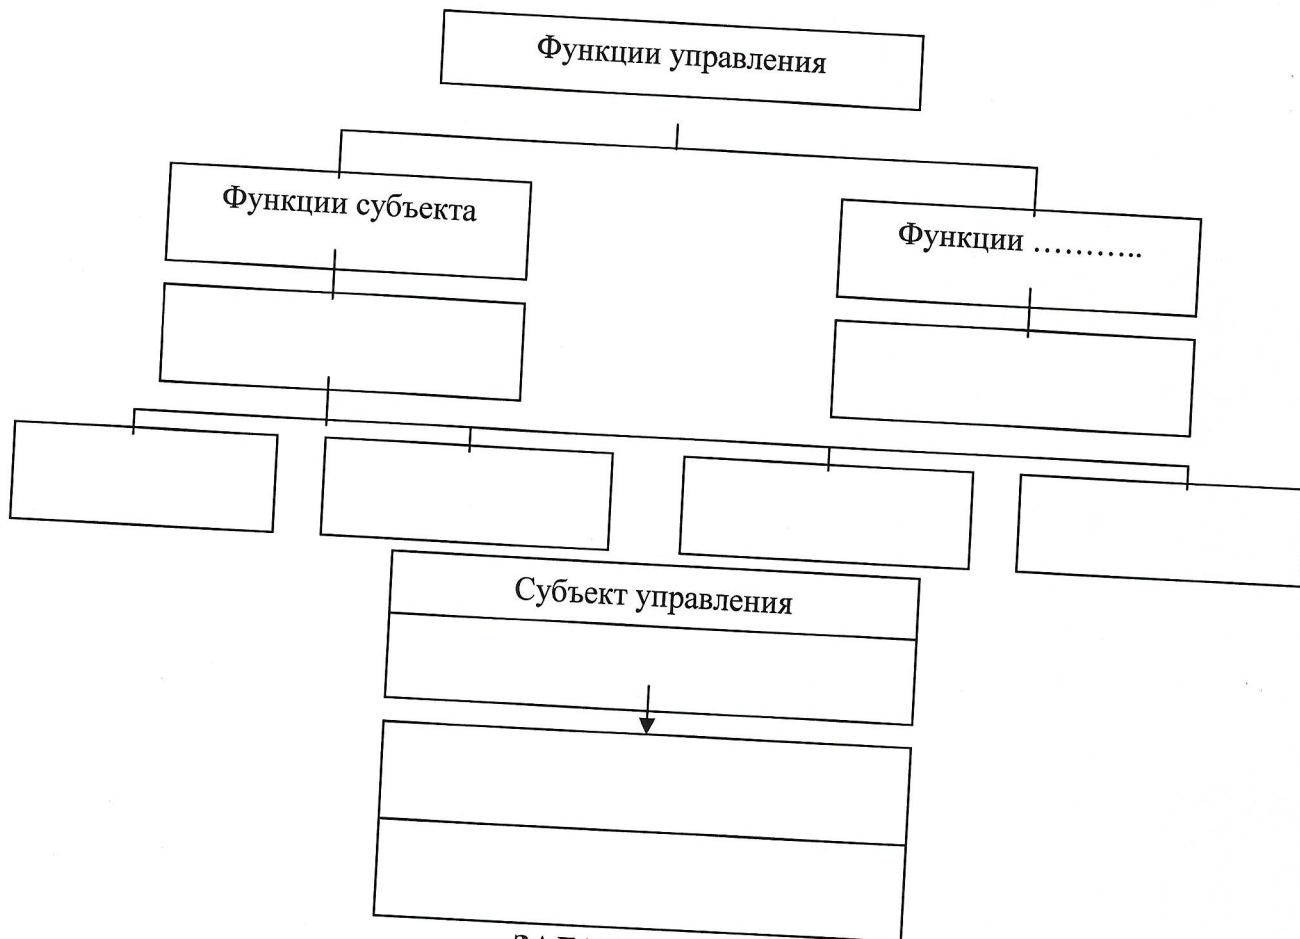 Функции управления
Функции субъекта
Функции ………..
Субъект управления